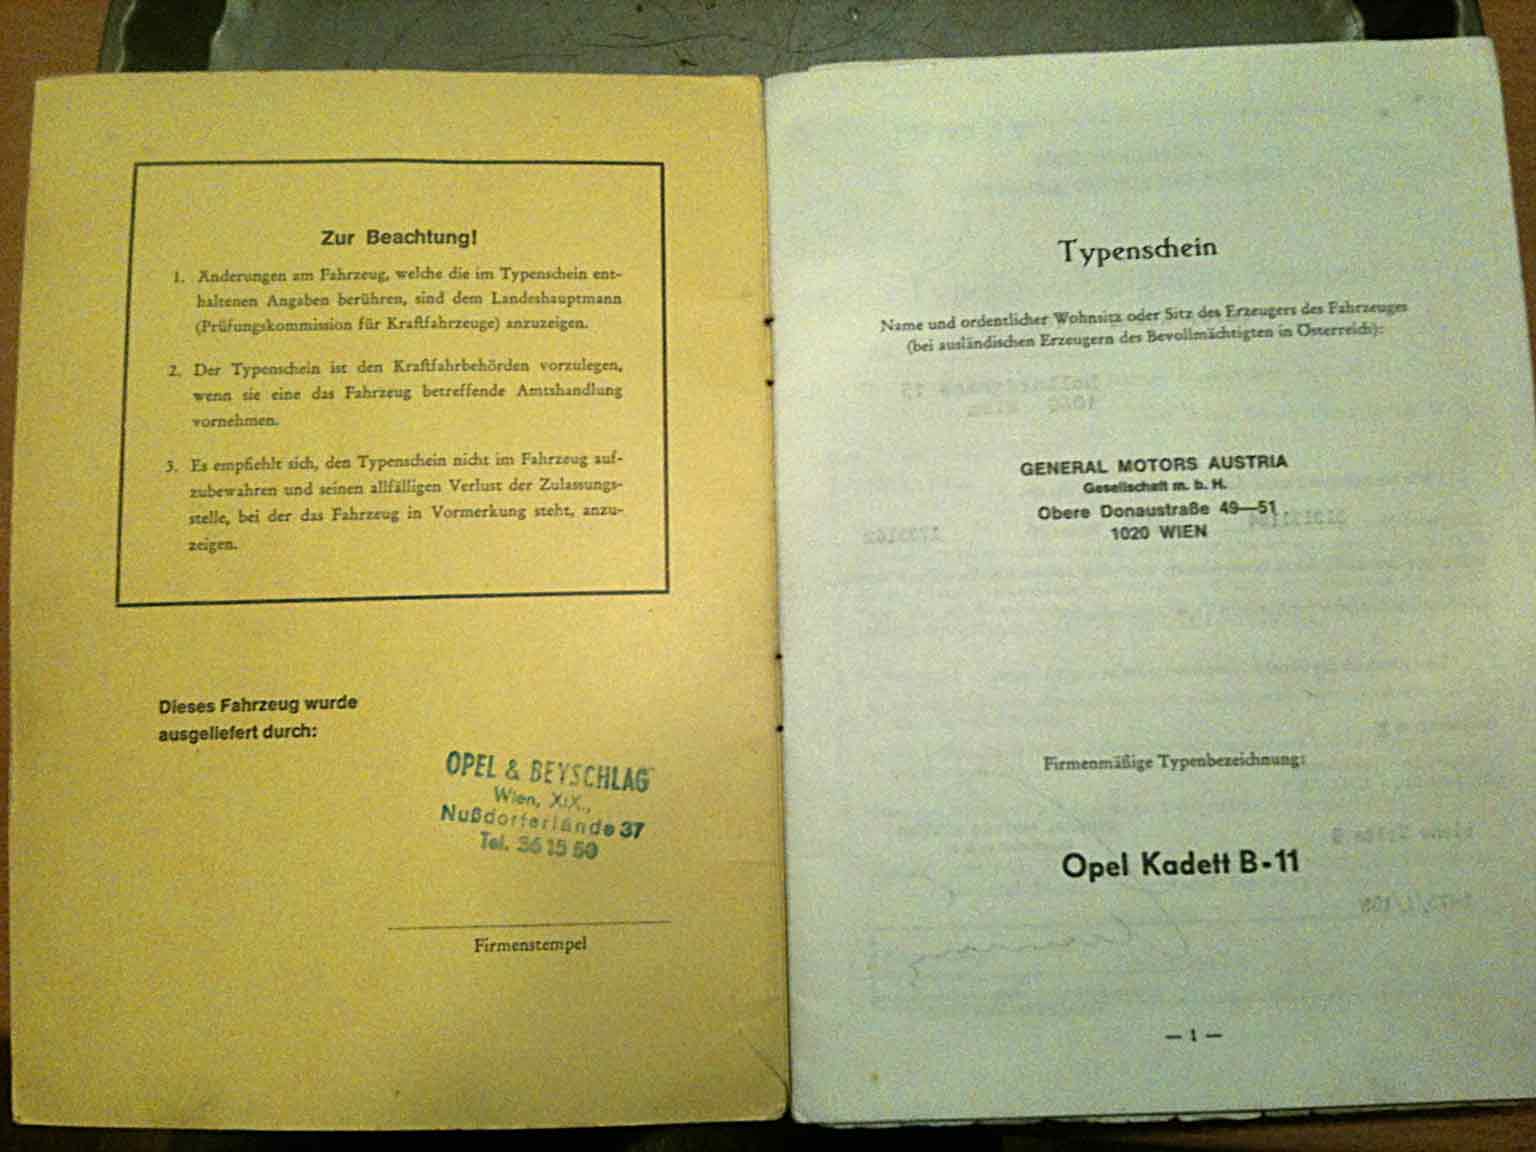 Zur Beachtung!
1. Änderungen am Fahrzeug, welche die im Typenschein ent-
haltenen Angaben berühren, sind dem Landeshauptmann
(Prüfungskommission für Kraftfahrzeuge) anzuzeigen.
2. Der Typenschein ist den Kraftfahrbehörden vorzulegen,
wenn sie eine das Fahrzeug betreffende Amtshandlung
vornehmen.
3. Es empfiehlt sich, den Typenschein nicht im Fahrzeug auf-
zubewahren und seinen allfälligen Verlust der Zulassungs-
stelle, bei der das Fahrzeug in Vormerkung steht, anzu-
zeigen.
Dieses Fahrzeug wurde
ausgeliefert durch:
OPEL & BEYSCHLAG
Wien, XIX.,
Nußdorferlände 37
Tel. 36 15 50
Firmenstempel
Typenschein
Name und ordentlicher Wohnsitz oder Sitz des Erzeugers des Fahrzeuges
(bei ausländischen Erzeugern des Bevollmächtigten in Österreich):
GENERAL MOTORS AUSTRIA
Gesellschaft m. b. H.
Obere Donaustraße 49—51
1020 WIEN
Firmenmäßige Typenbezeichnung:
Opel Kadett B-11
— 1 —